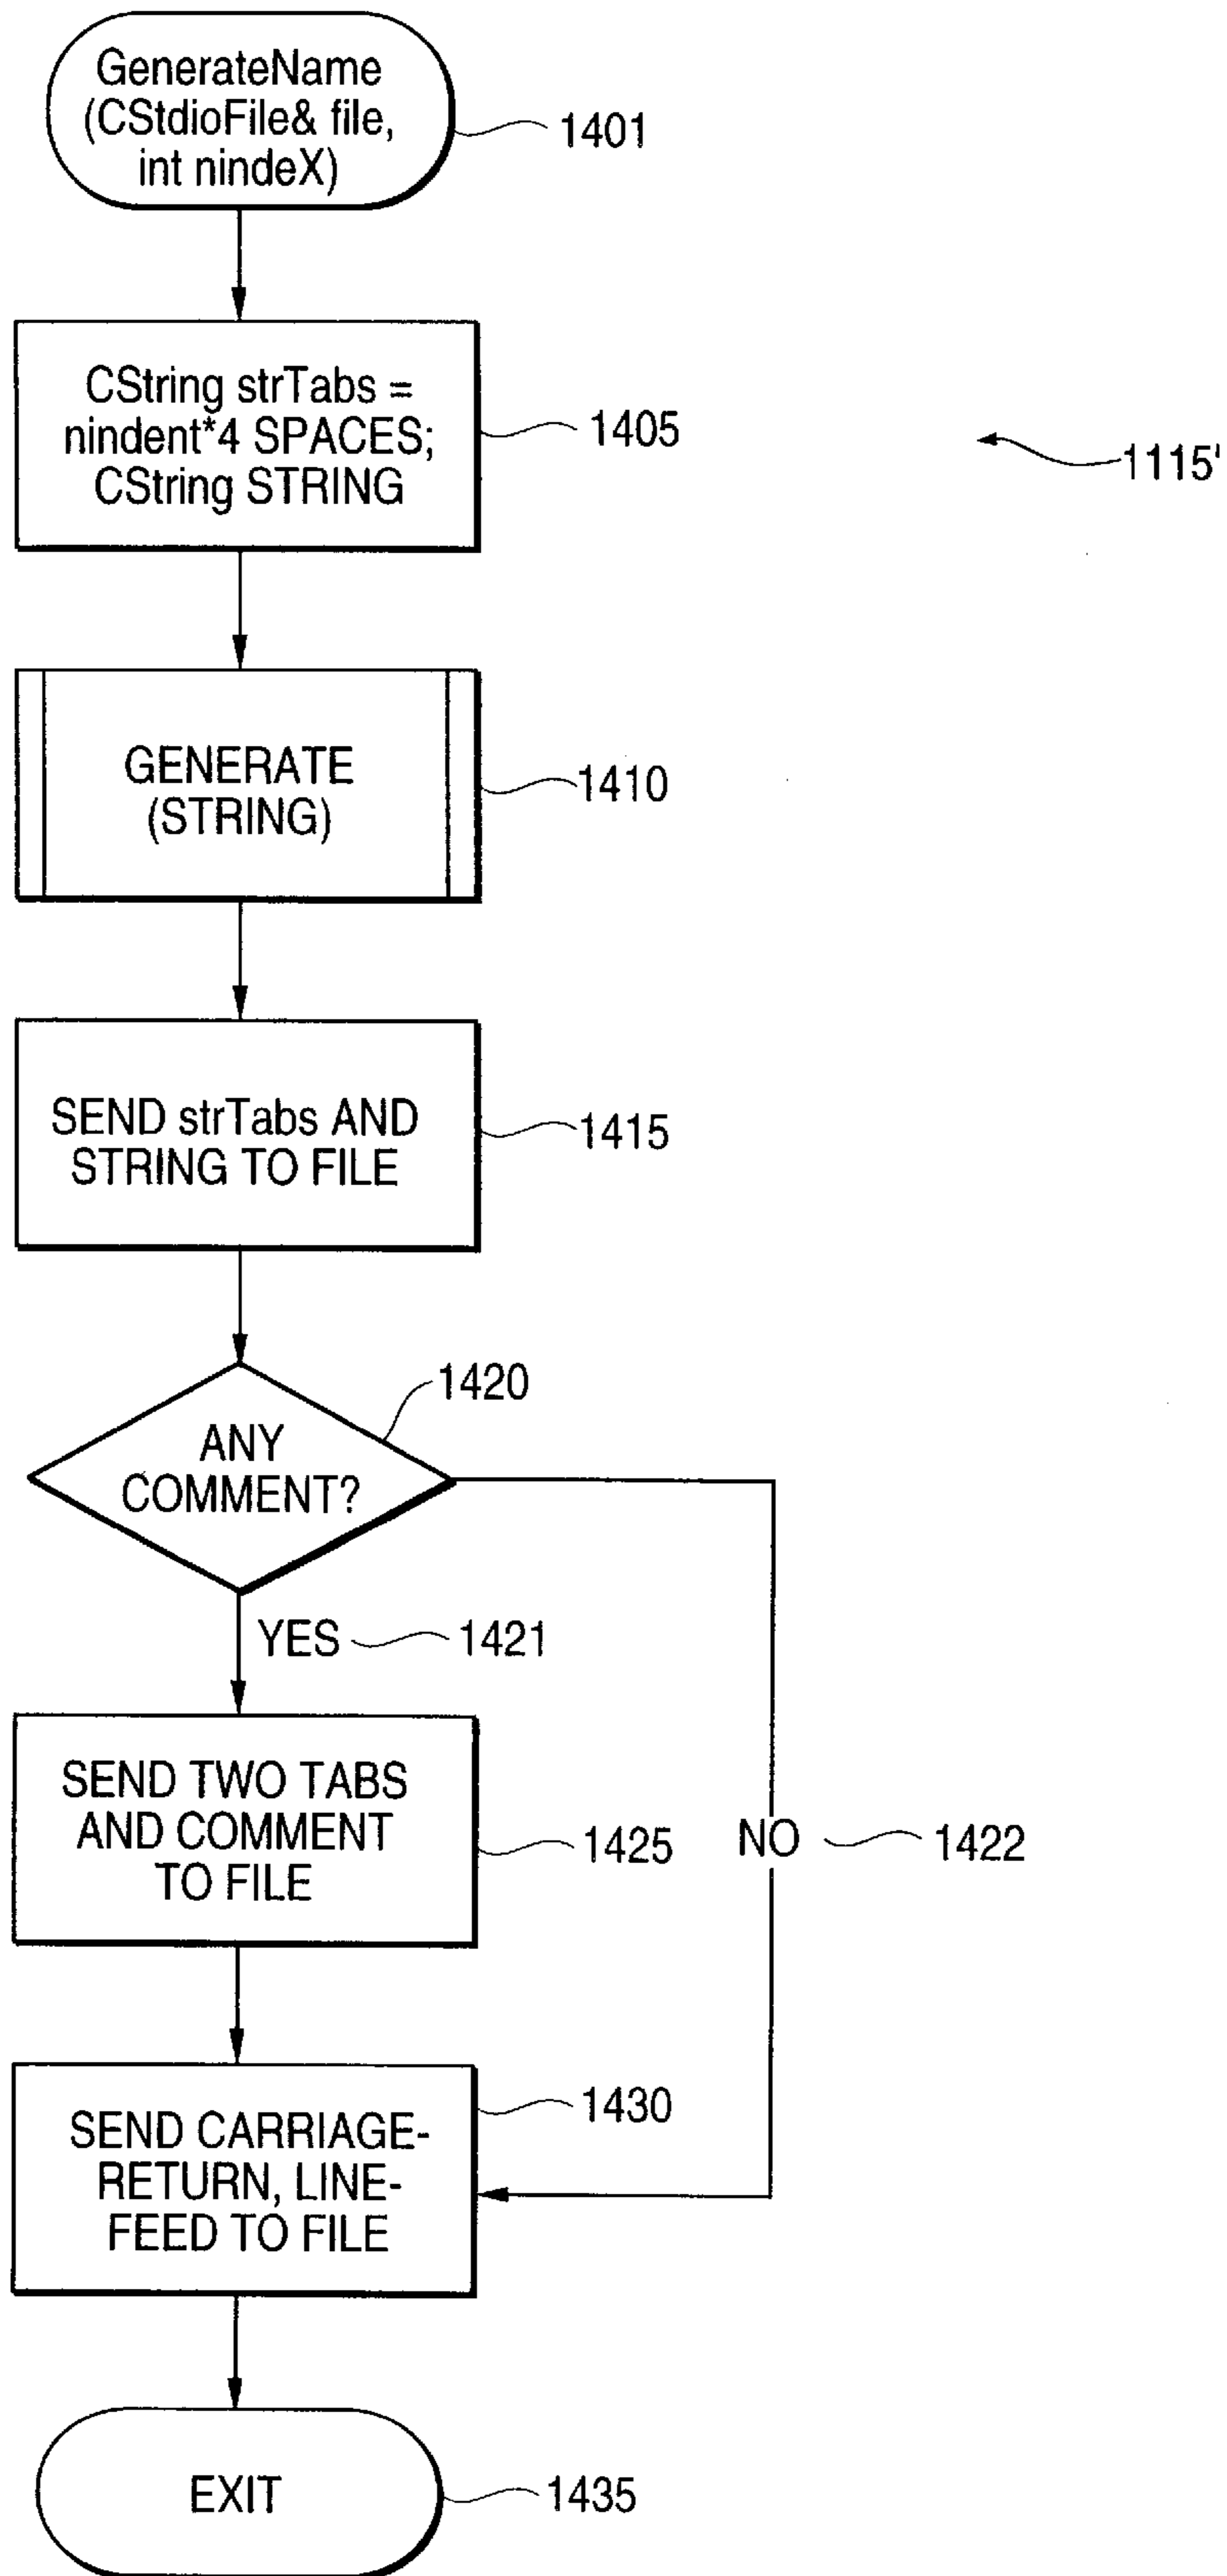 GenerateName
(CStdioFile& file,
int nindeX)
1401
CString strTabs =
nindent*4 SPACES;
CString STRING
1405
1115'
GENERATE
(STRING)
1410
SEND strTabs AND
STRING TO FILE
1415
1420
ANY
COMMENT?
YES
1421
SEND TWO TABS
AND COMMENT
TO FILE
1425
NO
1422
1430
SEND CARRIAGE-
RETURN, LINE-
FEED TO FILE
EXIT
1435